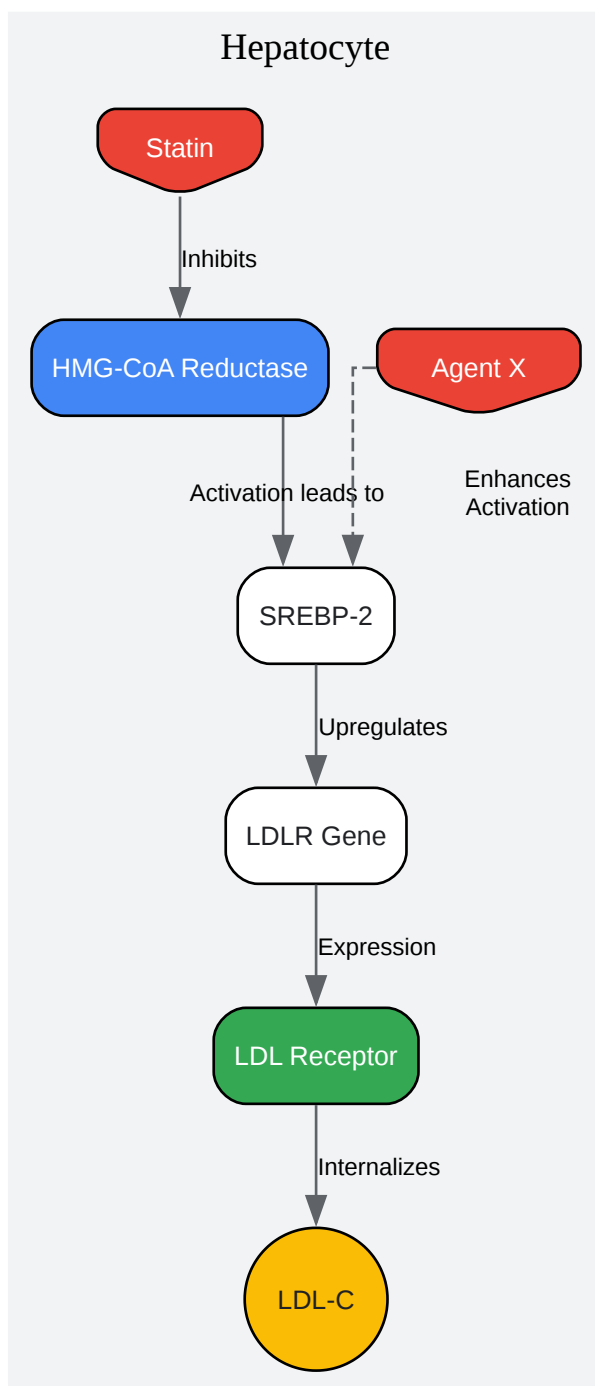 Hepatocyte
Statin
Inhibits
HMG-CoA Reductase
Agent X
Activation leads to
Enhances
Activation
SREBP-2
Upregulates
LDLR Gene
Expression
LDL Receptor
Internalizes
LDL-C